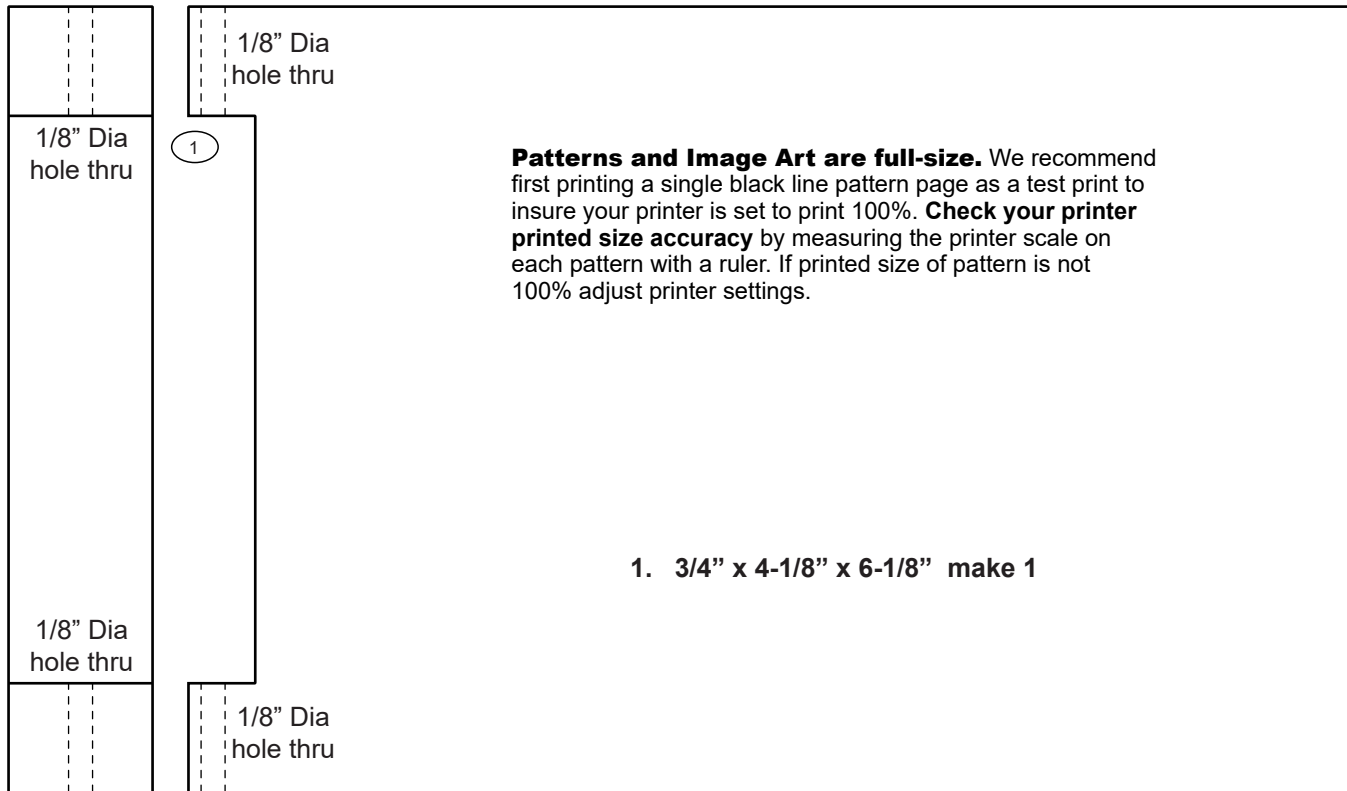 1/8” Dia
hole thru
1/8” Dia
hole thru
1
Patterns and Image Art are full-size. We recommend
first printing a single black line pattern page as a test print to
insure your printer is set to print 100%. Check your printer
printed size accuracy by measuring the printer scale on
each pattern with a ruler. If printed size of pattern is not
100% adjust printer settings.
1. 3/4” x 4-1/8” x 6-1/8” make 1
1/8” Dia
hole thru
1/8” Dia
hole thru